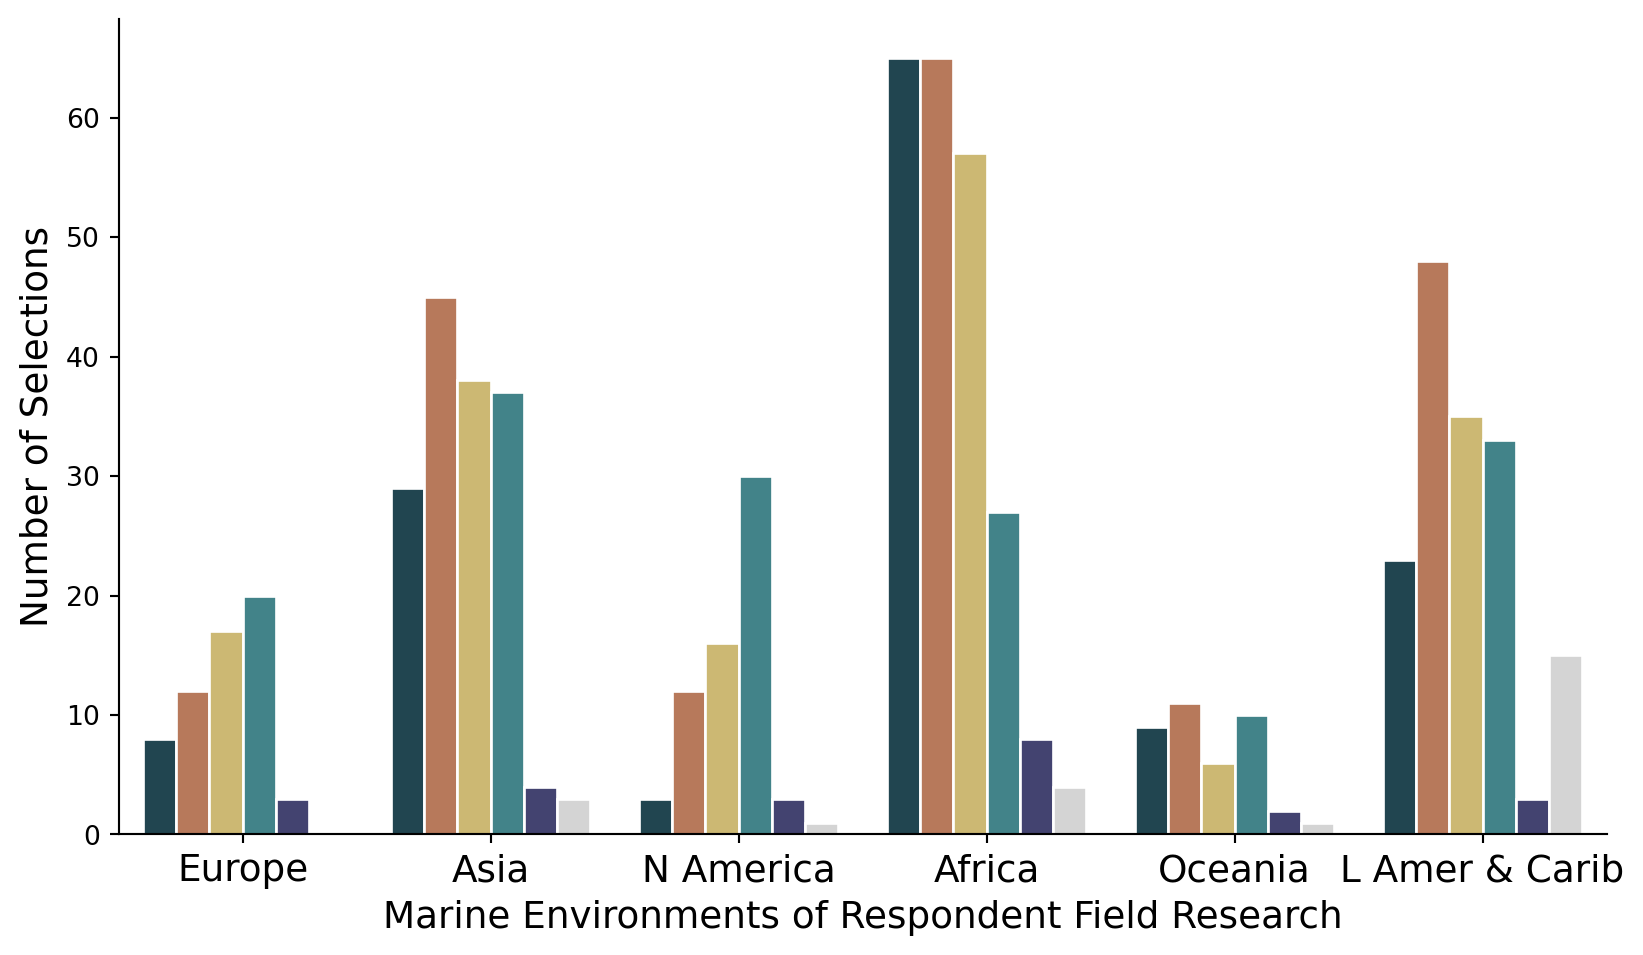 Number of Selections
60
50
40
30
20
10
0
Europe Asia N America Africa Oceania L Amer & Carib
Marine Environments of Respondent Field Research